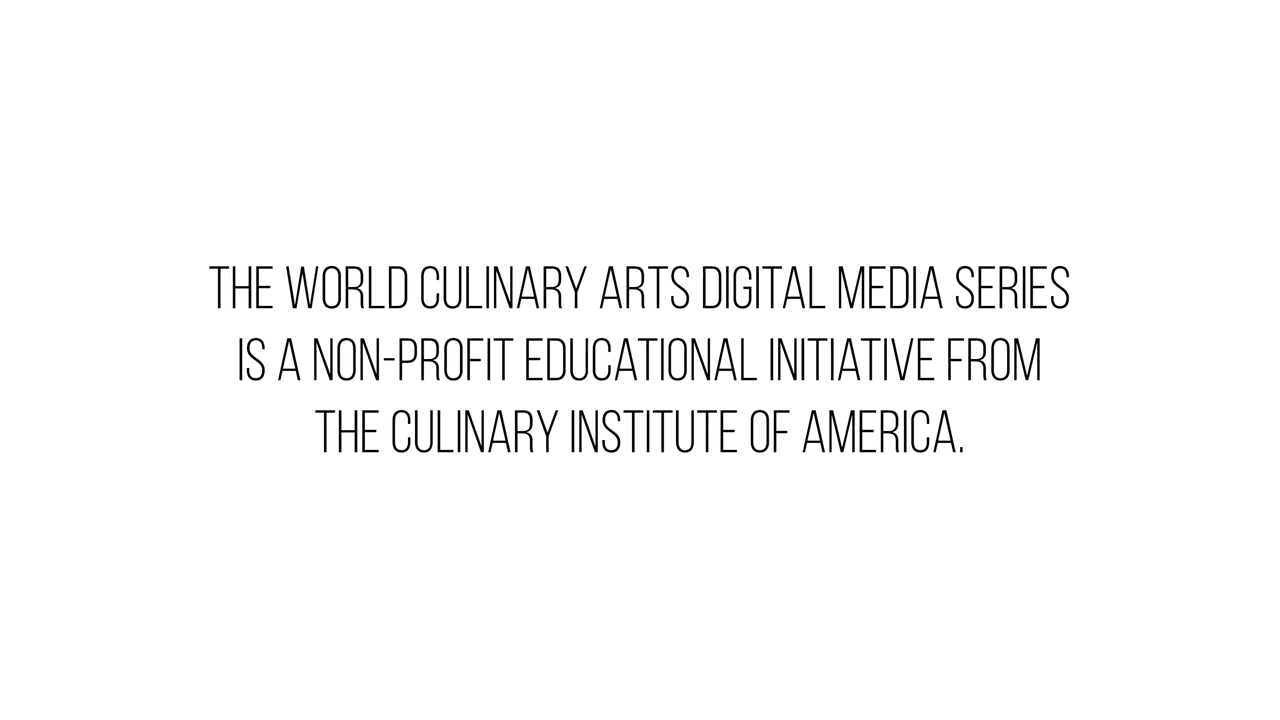 THE WORLD CULINARY ARTS DIGITAL MEDIA SERIES
IS A NON-PROFIT EDUCATIONAL INITIATIVE FROM
THE CULINARY INSTITUTE OF AMERICA.